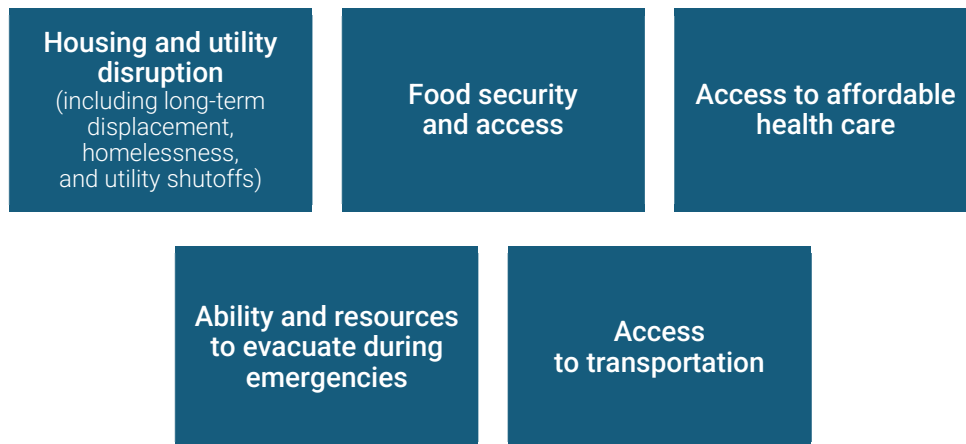 Housing and utility
disruption
(including long-term
displacement,
homelessness,
and utility shutoffs)
Food security
and access
Access to affordable
health care
Ability and resources
to evacuate during
emergencies
Access
to transportation